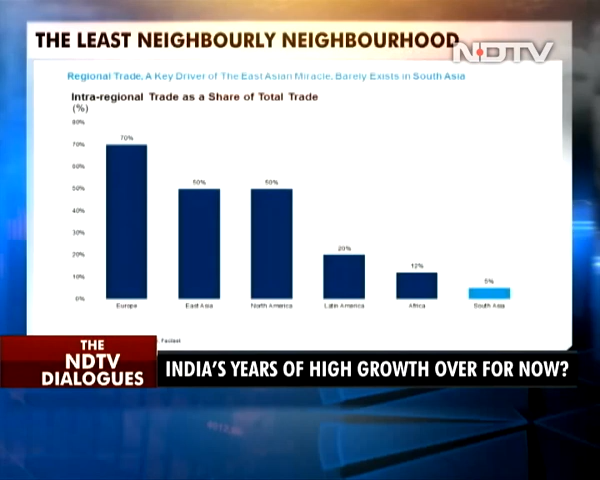 THE LEAST NEIGHBOURLY NEIGHBOURHOOD
NDTV
Regional Trade, A Key Driver of The East Asian Miracle, Barely Exists in South Asia
Intra-regional Trade as a Share of Total Trade
(%)
80%
70%
60%
50%
40%
30%
20%
10%
0%
70%
50%
50%
20%
12%
5%
Europe
East Asia
North America
Latin America
Africa
South Asia
Factset
THE
NDTV
DIALOGUES
INDIA'S YEARS OF HIGH GROWTH OVER FOR NOW?